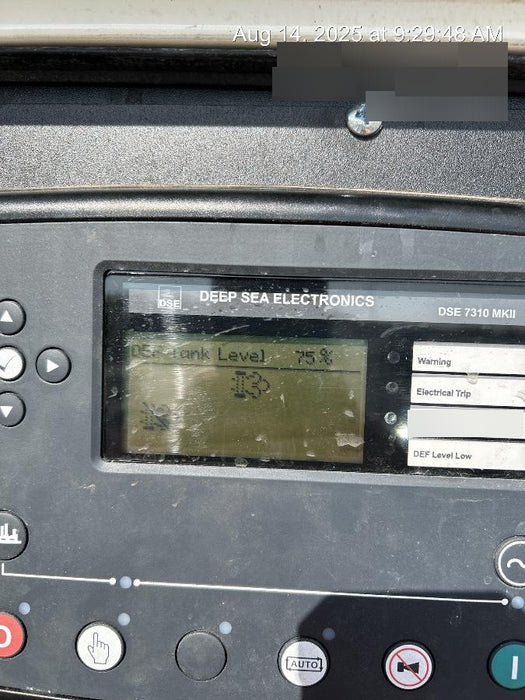 Aug 14, 2025 at 9:29:48 AM
DSE
DEEP SEA ELECTRONICS
DSE 7310 MKII
Tank Level 75%
Warning
Electrical Trip
DEF Level Low
O
AUTO
I